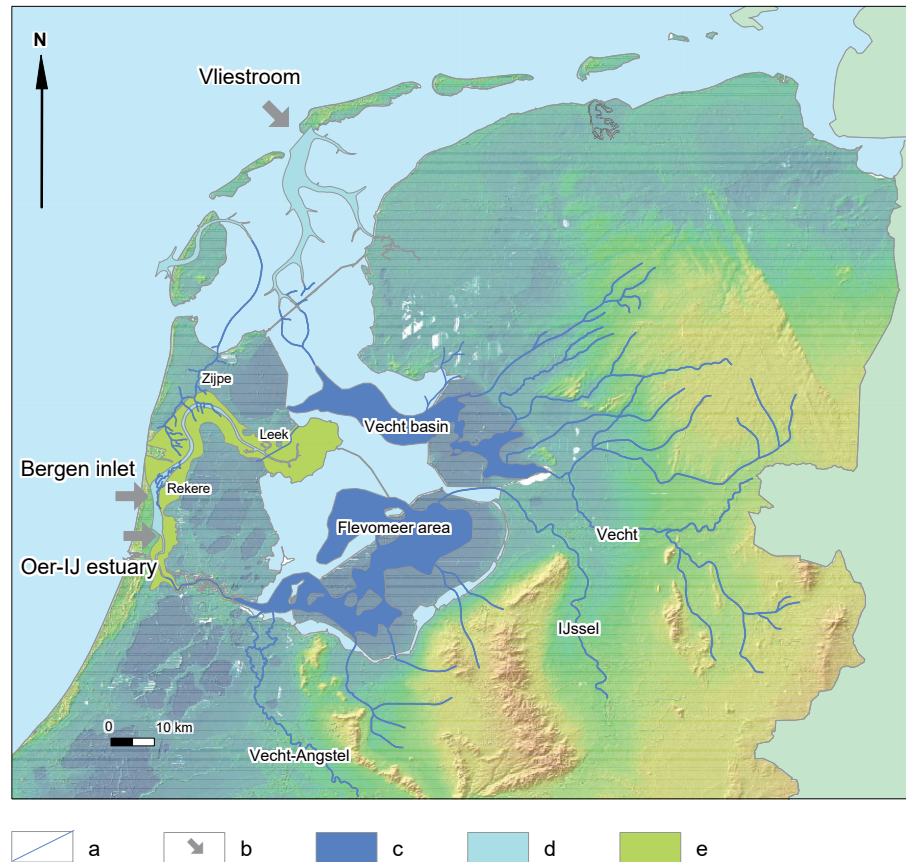 N
Vliestroom
Zijpe
Leek
Vecht basin
Bergen inlet
Rekere
Flevomeer area
Vecht
Oer-IJ estuary
IJssel
0 10 km
Vecht-Angstel
a b c d e